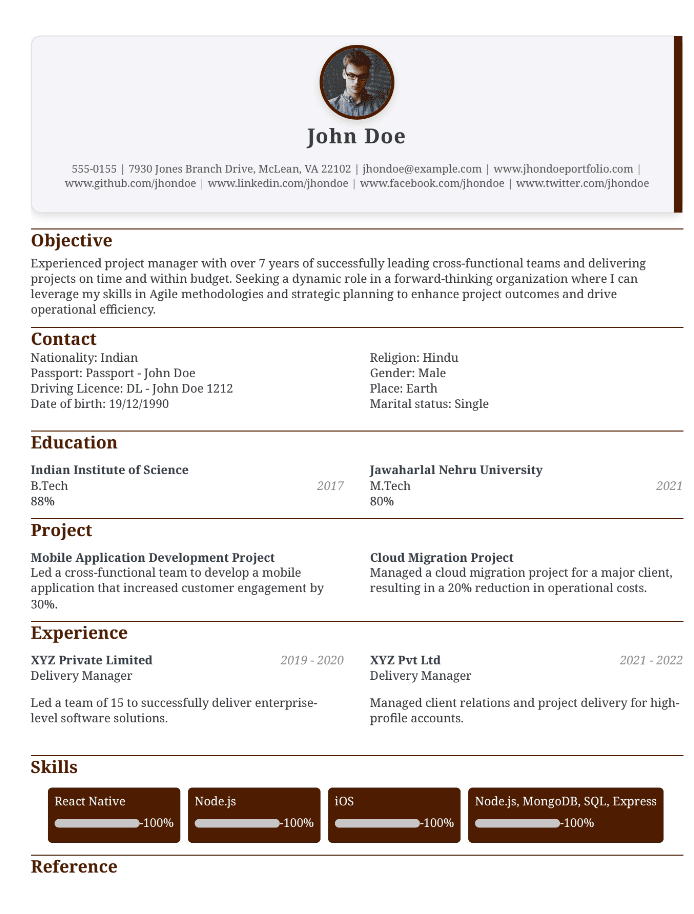 John Doe
555-0155 | 7930 Jones Branch Drive, McLean, VA 22102 | jhondoe@example.com | www.jhondoeportfolio.com |
www.github.com/jhondoe | www.linkedin.com/jhondoe | www.facebook.com/jhondoe | www.twitter.com/jhondoe
Objective
Experienced project manager with over 7 years of successfully leading cross-functional teams and delivering
projects on time and within budget. Seeking a dynamic role in a forward-thinking organization where I can
leverage my skills in Agile methodologies and strategic planning to enhance project outcomes and drive
operational efficiency.
Contact
Nationality: Indian
Passport: Passport - John Doe
Driving Licence: DL - John Doe 1212
Date of birth: 19/12/1990
Religion: Hindu
Gender: Male
Place: Earth
Marital status: Single
Education
Indian Institute of Science
B.Tech 2017
88%
Jawaharlal Nehru University
M.Tech 2021
80%
Project
Mobile Application Development Project
Led a cross-functional team to develop a mobile
application that increased customer engagement by
30%.
Cloud Migration Project
Managed a cloud migration project for a major client,
resulting in a 20% reduction in operational costs.
Experience
XYZ Private Limited 2019 - 2020
Delivery Manager
Led a team of 15 to successfully deliver enterprise-
level software solutions.
XYZ Pvt Ltd 2021 - 2022
Delivery Manager
Managed client relations and project delivery for high-
profile accounts.
Skills
React Native
-100%
Node.js
-100%
iOS
-100%
Node.js, MongoDB, SQL, Express
-100%
Reference